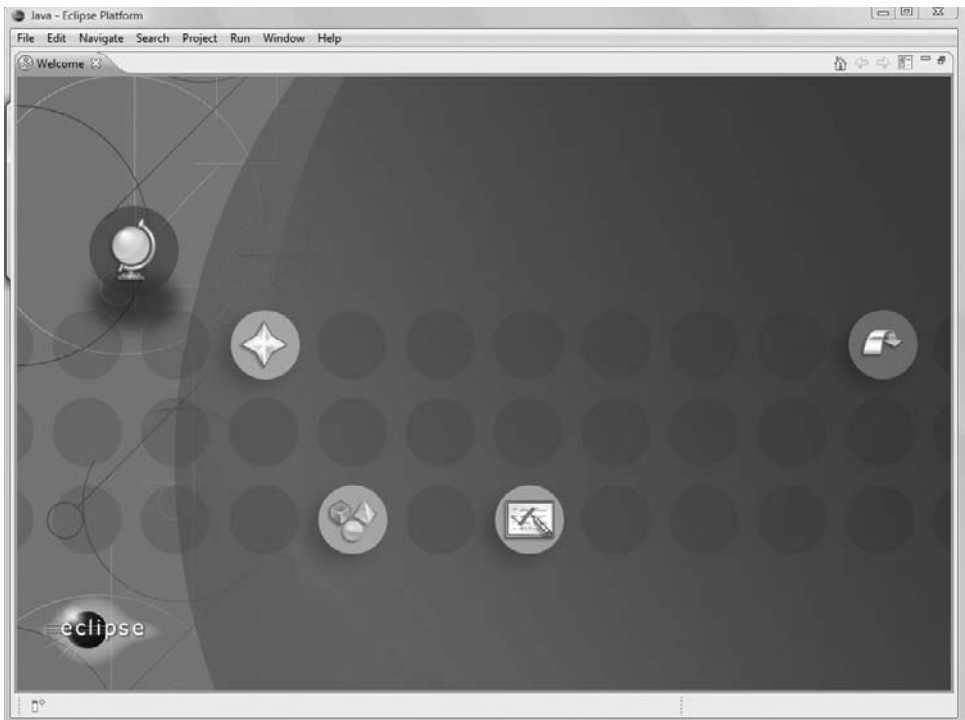 Java - Eclipse Platform
File Edit Navigate Search Project Run Window Help
Welcome
eclipse